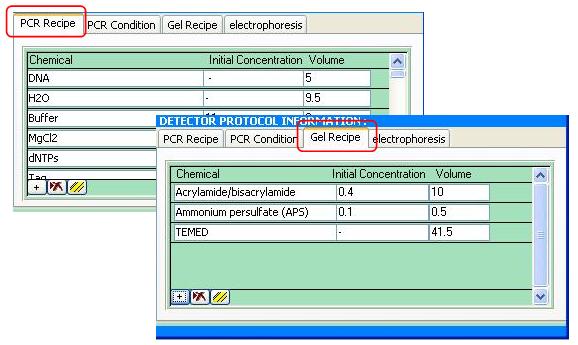 PCR Recipe PCR Condition Gel Recipe electrophoresis
Chemical Initial Concentration Volume
DNA - 5
H2O - 9.5
Buffer
MgCl2
dNTPs
DETECTOR PROTOCOL INFORMATION:
PCR Recipe PCR Condition Gel Recipe electrophoresis
Chemical Initial Concentration Volume
Acrylamide/bisacrylamide 0.4 10
Ammonium persulfate (APS) 0.1 0.5
TEMED - 41.5